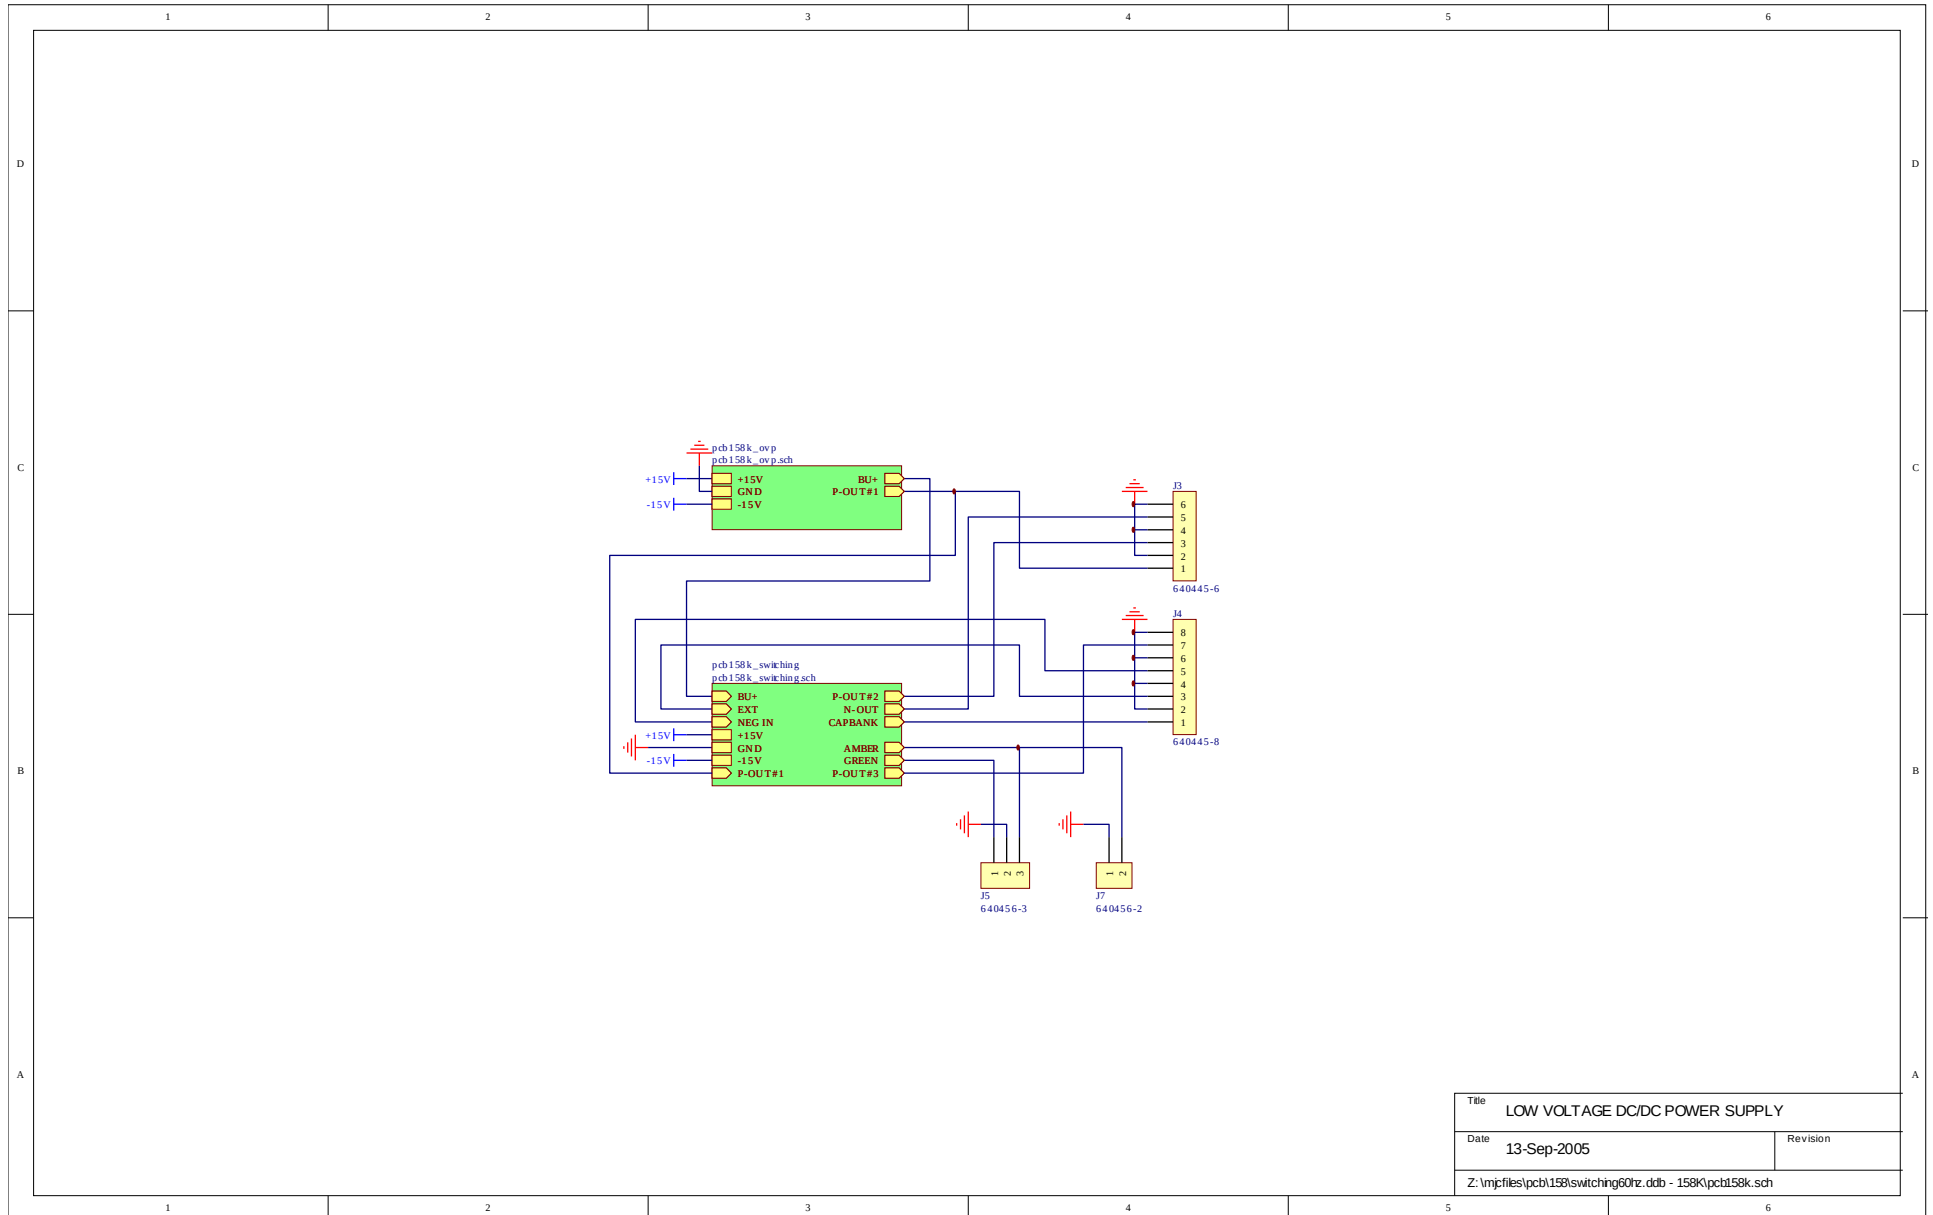 1 2 3 4 5 6
D D
C C
B B
A A
pcb158k_ovp
pcb158k_ovp.sch
+15V
-15V
+15V
GND
-15V
BU+
P-OUT#1
J3
6
5
4
3
2
1
640445-6
J4
8
7
6
5
4
3
2
1
640445-8
pcb158k_switching
pcb158k_switching.sch
+15V
-15V
BU+
EXT
NEG IN
+15V
GND
-15V
P-OUT#1
P-OUT#2
N-OUT
CAPBANK
AMBER
GREEN
P-OUT#3
1 2 3
J5
640456-3
1 2
J7
640456-2
Title
LOW VOLTAGE DC/DC POWER SUPPLY
Date
13-Sep-2005
Revision
Z:\mjcfiles\pcb\158\switching60hz.ddb - 158K\pcb158k.sch
1 2 3 4 5 6